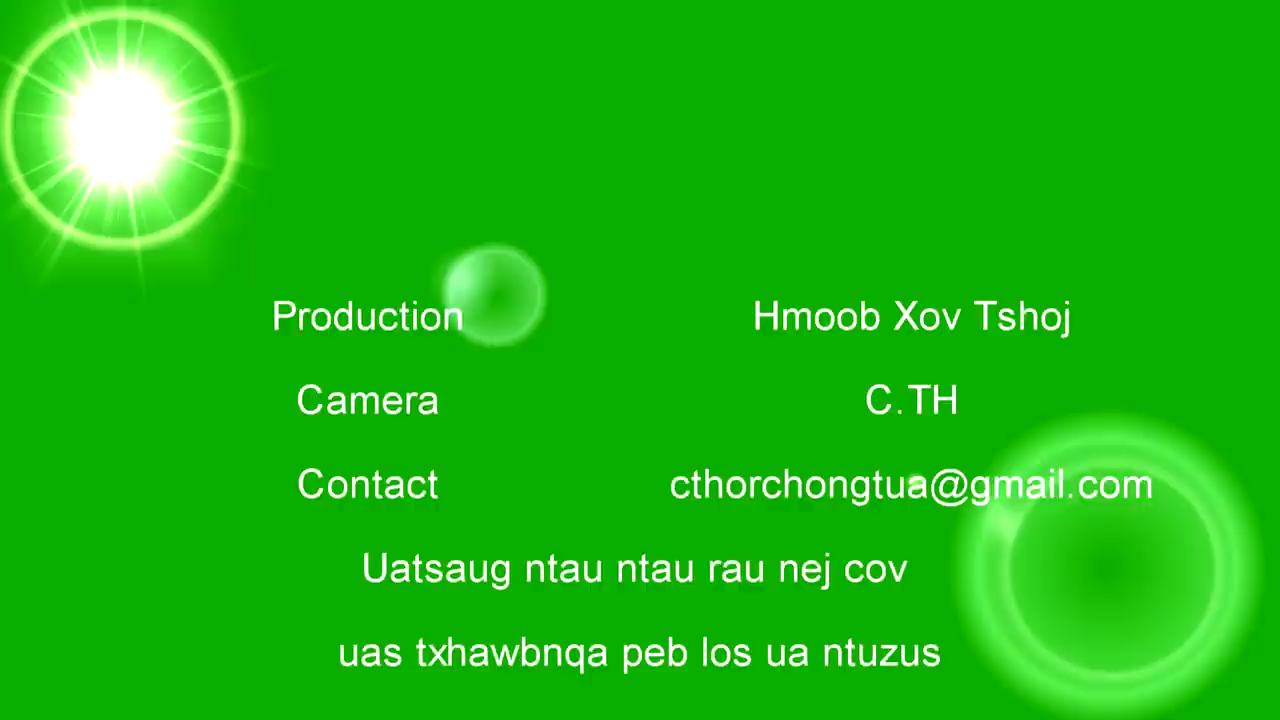 Production Hmoob Xov Tshoj
Camera C.TH
Contact cthorchongtua@gmail.com
Uatsaug ntau ntau rau nej cov
uas txhawbnqa peb los ua ntuzus